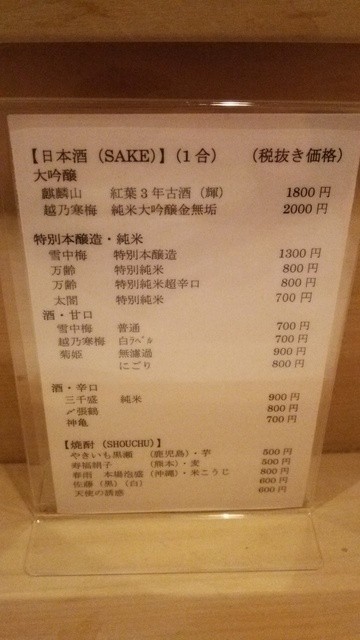 【日本酒（SAKE）】（1合） （税抜き価格）
大吟醸
麒麟山 紅葉3年古酒（輝） 1800円
越乃寒梅 純米大吟醸金無垢 2000円
特別本醸造・純米
雪中梅 特別本醸造 1300円
万齢 特別純米 800円
万齢 特別純米超辛口 800円
太閤 特別純米 700円
酒・甘口
雪中梅 普通 700円
越乃寒梅 白ﾗﾍﾞﾙ 700円
菊姫 無濾過 900円
にごり 800円
酒・辛口
三千盛 純米 900円
〆張鶴 800円
神亀 700円
【焼酎（SHOUCHU）】
やきいも黒瀬 （鹿児島）・芋 500円
寿福絹子 （熊本）・麦 500円
春雨 本場泡盛（沖縄）・米こうじ 800円
佐藤（黒）（白） 600円
天使の誘惑 600円